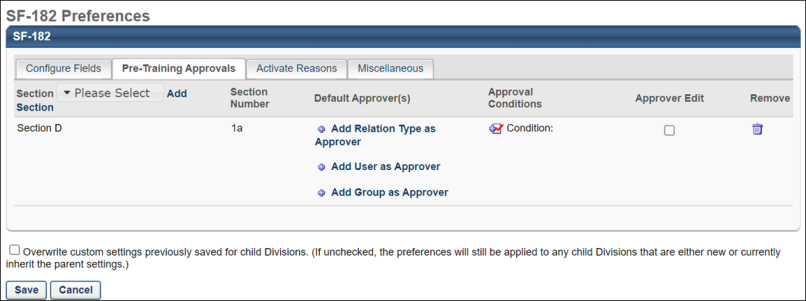 SF-182 Preferences
SF-182
Configure Fields Pre-Training Approvals Activate Reasons Miscellaneous
Section Please Select Add Section
Section Number
Default Approver(s)
Approval Conditions
Approver Edit
Remove
Section D
1a
Add Relation Type as
Approver
Add User as Approver
Add Group as Approver
Condition:
Overwrite custom settings previously saved for child Divisions. (If unchecked, the preferences will still be applied to any child Divisions that are either new or currently
inherit the parent settings.)
Save Cancel